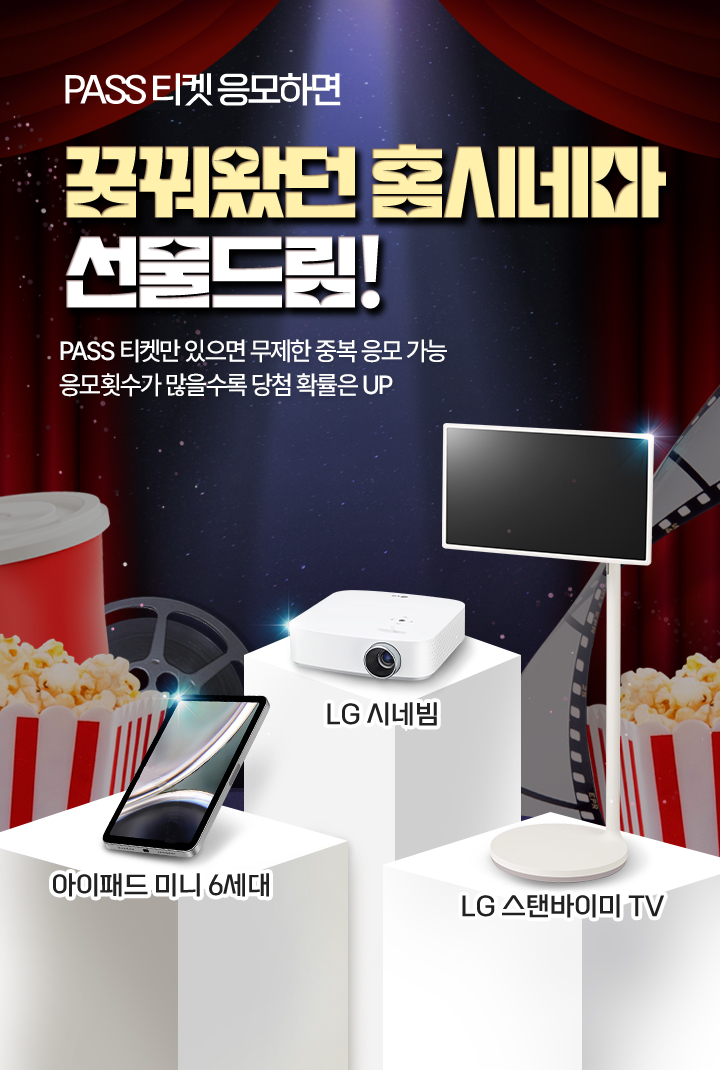 PASS 티켓 응모하면
꿈꿔왔던 홈시네마
선물드림!
PASS 티켓만 있으면 무제한 중복 응모 가능
응모횟수가 많을수록 당첨 확률은 UP
LG
LG 시네빔
아이패드 미니 6세대
LG 스탠바이미 TV